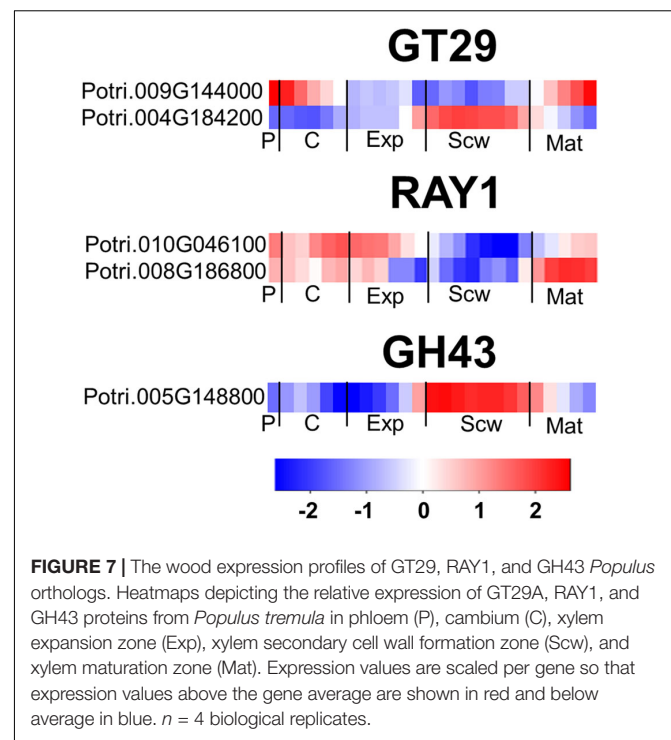 GT29
Potri.009G144000
Potri.004G184200
P C Exp Scw Mat
RAY1
Potri.010G046100
Potri.008G186800
P C Exp Scw Mat
GH43
Potri.005G148800
P C Exp Scw Mat
-2 -1 0 1 2
FIGURE 7 | The wood expression profiles of GT29, RAY1, and GH43 Populus
orthologs. Heatmaps depicting the relative expression of GT29A, RAY1, and
GH43 proteins from Populus tremula in phloem (P), cambium (C), xylem
expansion zone (Exp), xylem secondary cell wall formation zone (Scw), and
xylem maturation zone (Mat). Expression values are scaled per gene so that
expression values above the gene average are shown in red and below
average in blue. n = 4 biological replicates.